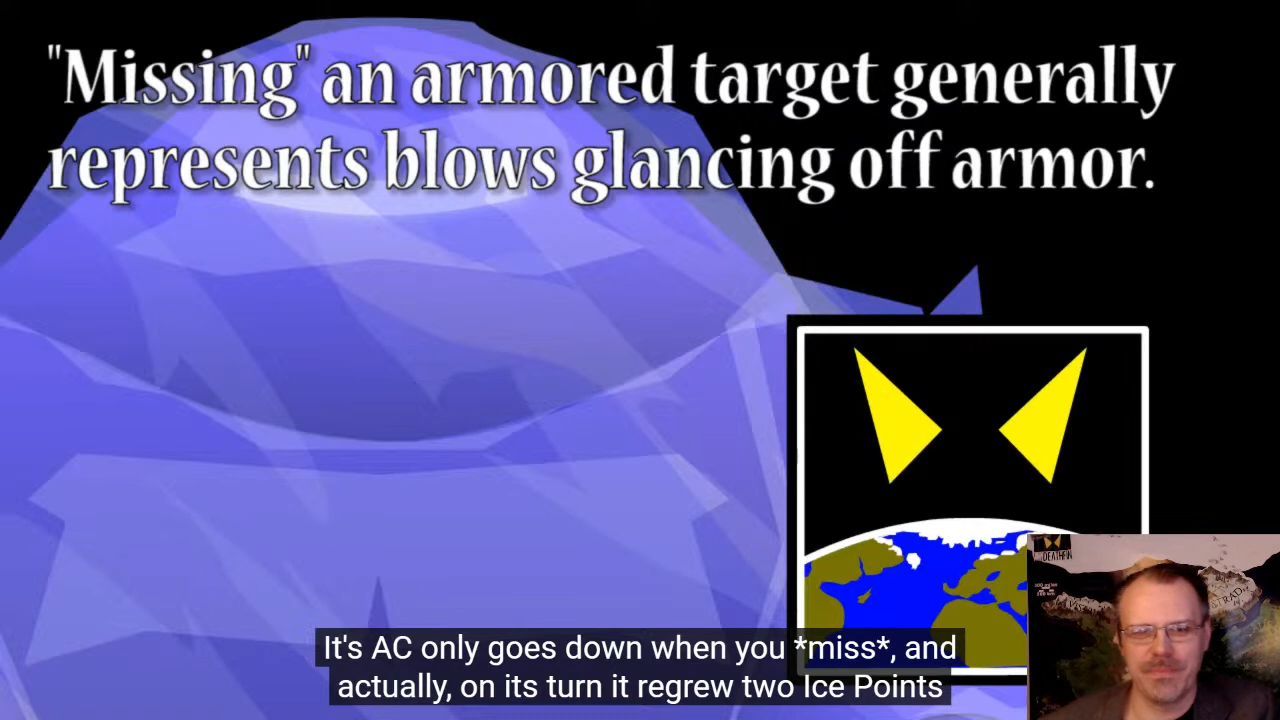 "Missing" an armored target generally
represents blows glancing off armor.
It's AC only goes down when you *miss*, and
actually, on its turn it regrew two Ice Points